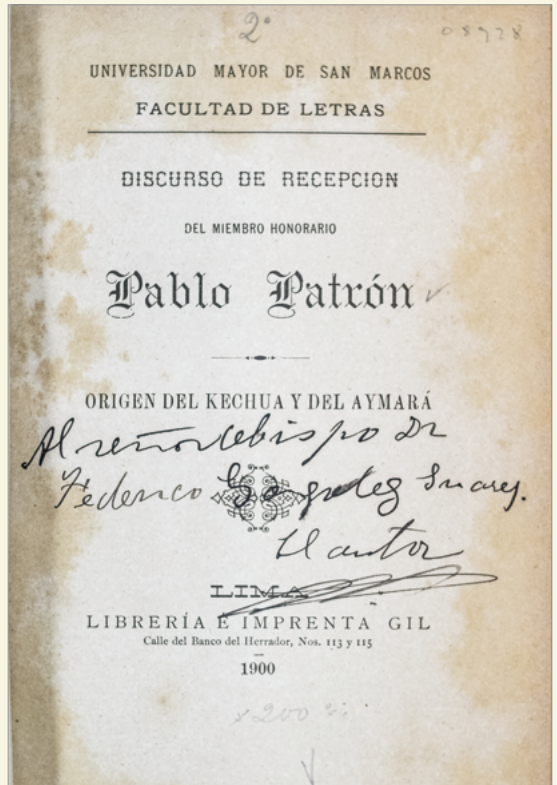 2º
08928
UNIVERSIDAD MAYOR DE SAN MARCOS
FACULTAD DE LETRAS
DISCURSO DE RECEPCION
DEL MIEMBRO HONORARIO
Pablo Patrón
ORIGEN DEL KECHUA Y DEL AYMARÁ
Al señor Obispo Dr
Federico González Suarez.
El autor
LIMA
LIBRERÍA É IMPRENTA GIL
Calle del Banco del Herrador, Nos. 113 y 115
1900